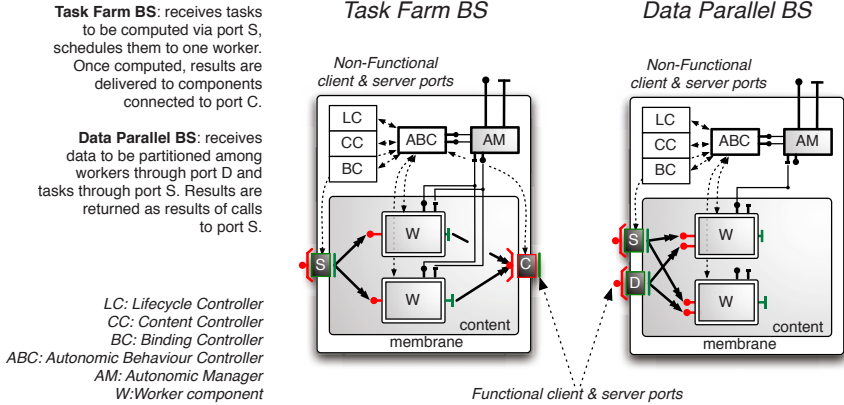 Task Farm BS: receives tasks
to be computed via port S,
schedules them to one worker.
Once computed, results are
delivered to components
connected to port C.
Data Parallel BS: receives
data to be partitioned among
workers through port D and
tasks through port S. Results are
returned as results of calls
to port S.
LC: Lifecycle Controller
CC: Content Controller
BC: Binding Controller
ABC: Autonomic Behaviour Controller
AM: Autonomic Manager
W:Worker component
Task Farm BS
Non-Functional
client & server ports
LC
CC
BC
ABC
AM
W
W
S
C
content
membrane
Data Parallel BS
Non-Functional
client & server ports
LC
CC
BC
ABC
AM
W
W
S
D
content
membrane
Functional client & server ports